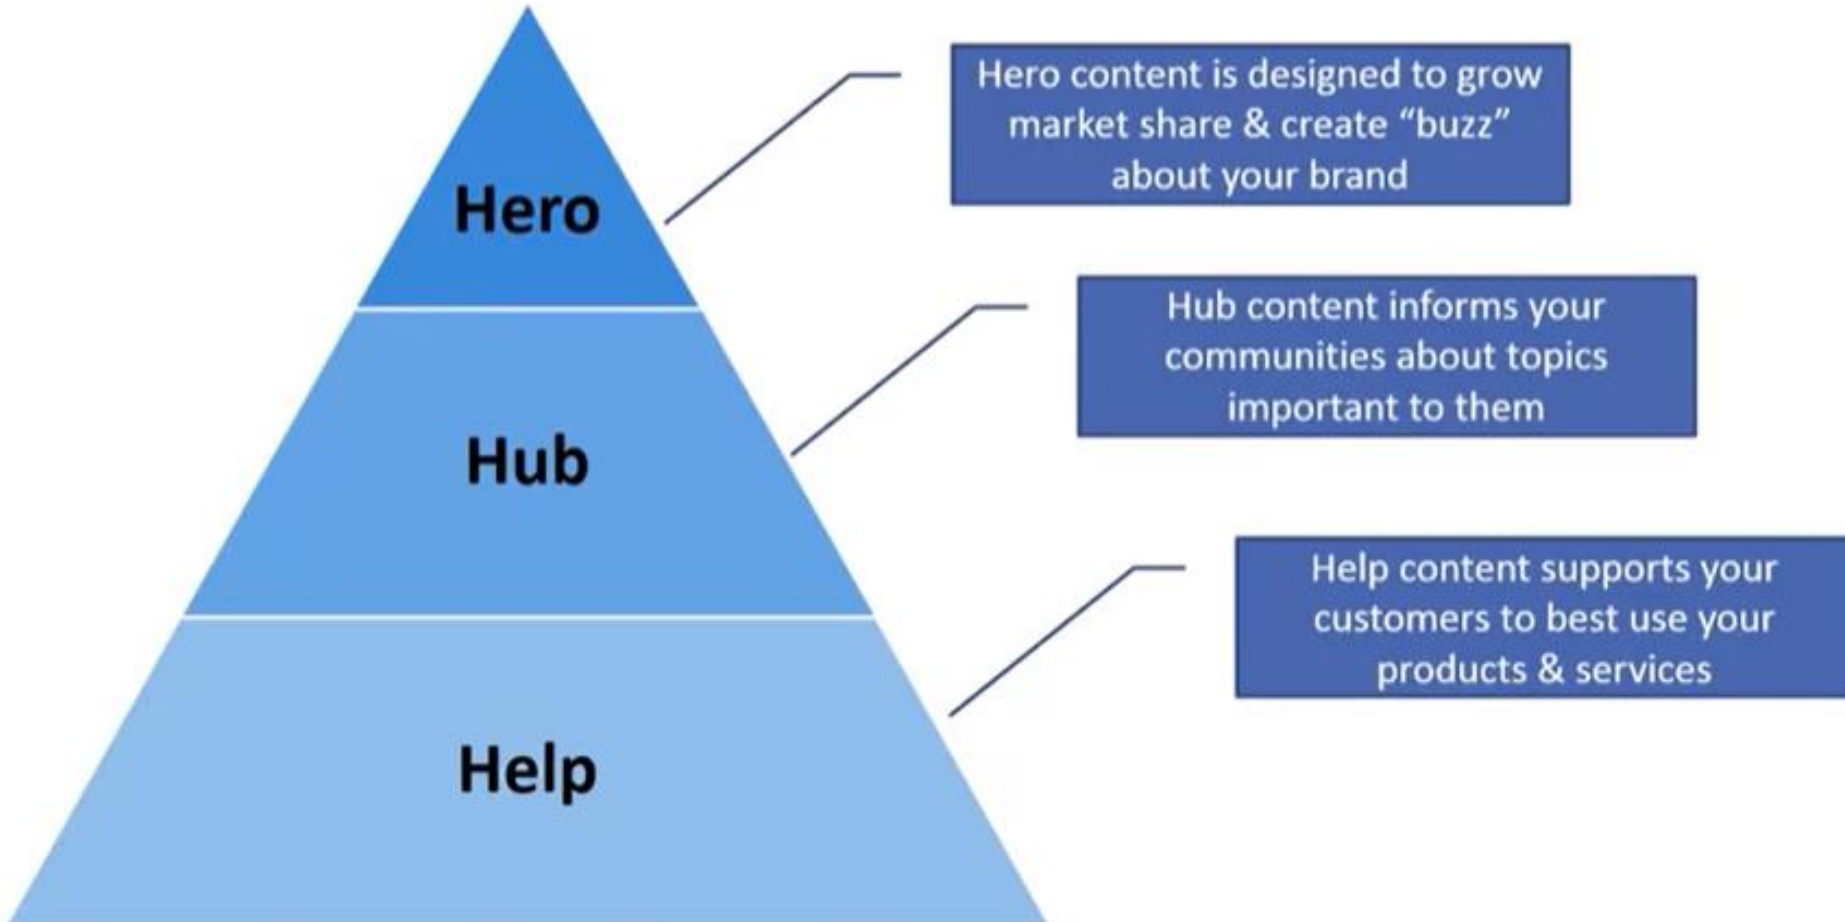 Hero
Hero content is designed to grow
market share & create “buzz”
about your brand
Hub
Hub content informs your
communities about topics
important to them
Help
Help content supports your
customers to best use your
products & services